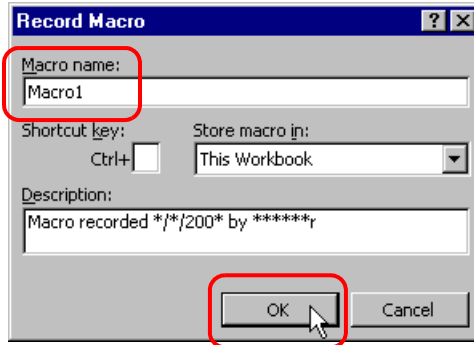 Record Macro
Macro name:
Macro1
Shortcut key: Store macro in:
Ctrl+ This Workbook
Description:
Macro recorded */*/200* by ******r
OK Cancel